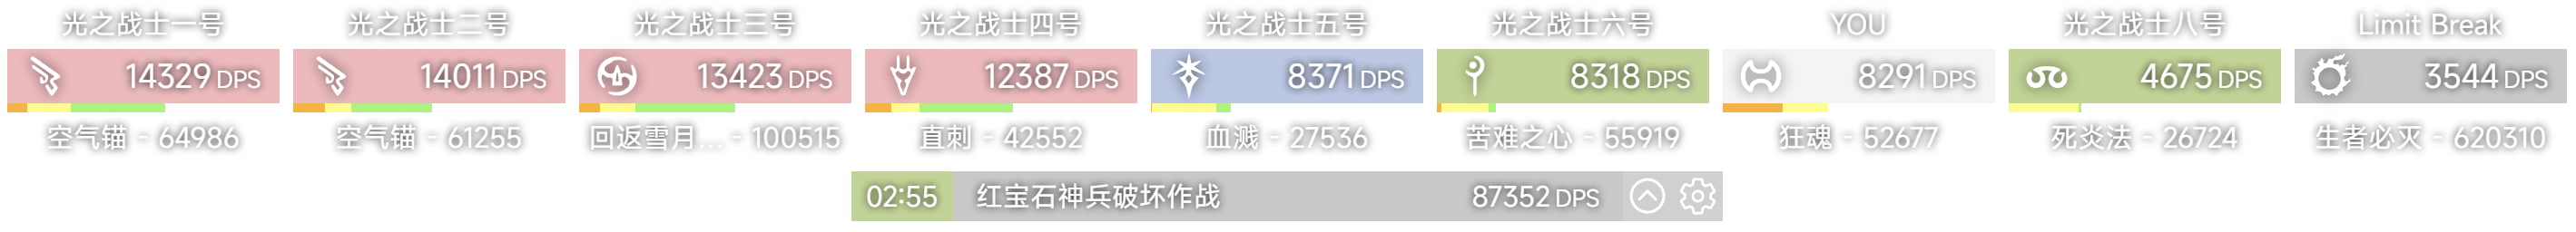 光之战士一号 光之战士二号 光之战士三号 光之战士四号 光之战士五号 光之战士六号 YOU 光之战士八号 Limit Break
14329 DPS 14011 DPS 13423 DPS 12387 DPS 8371 DPS 8318 DPS 8291 DPS 4675 DPS 3544 DPS
空气锚 - 64986 空气锚 - 61255 回返雪月... - 100515 直刺 - 42552 血溅 - 27536 苦难之心 - 55919 狂魂 - 52677 死炎法 - 26724 生者必灭 - 620310
02:55 红宝石神兵破坏作战 87352 DPS